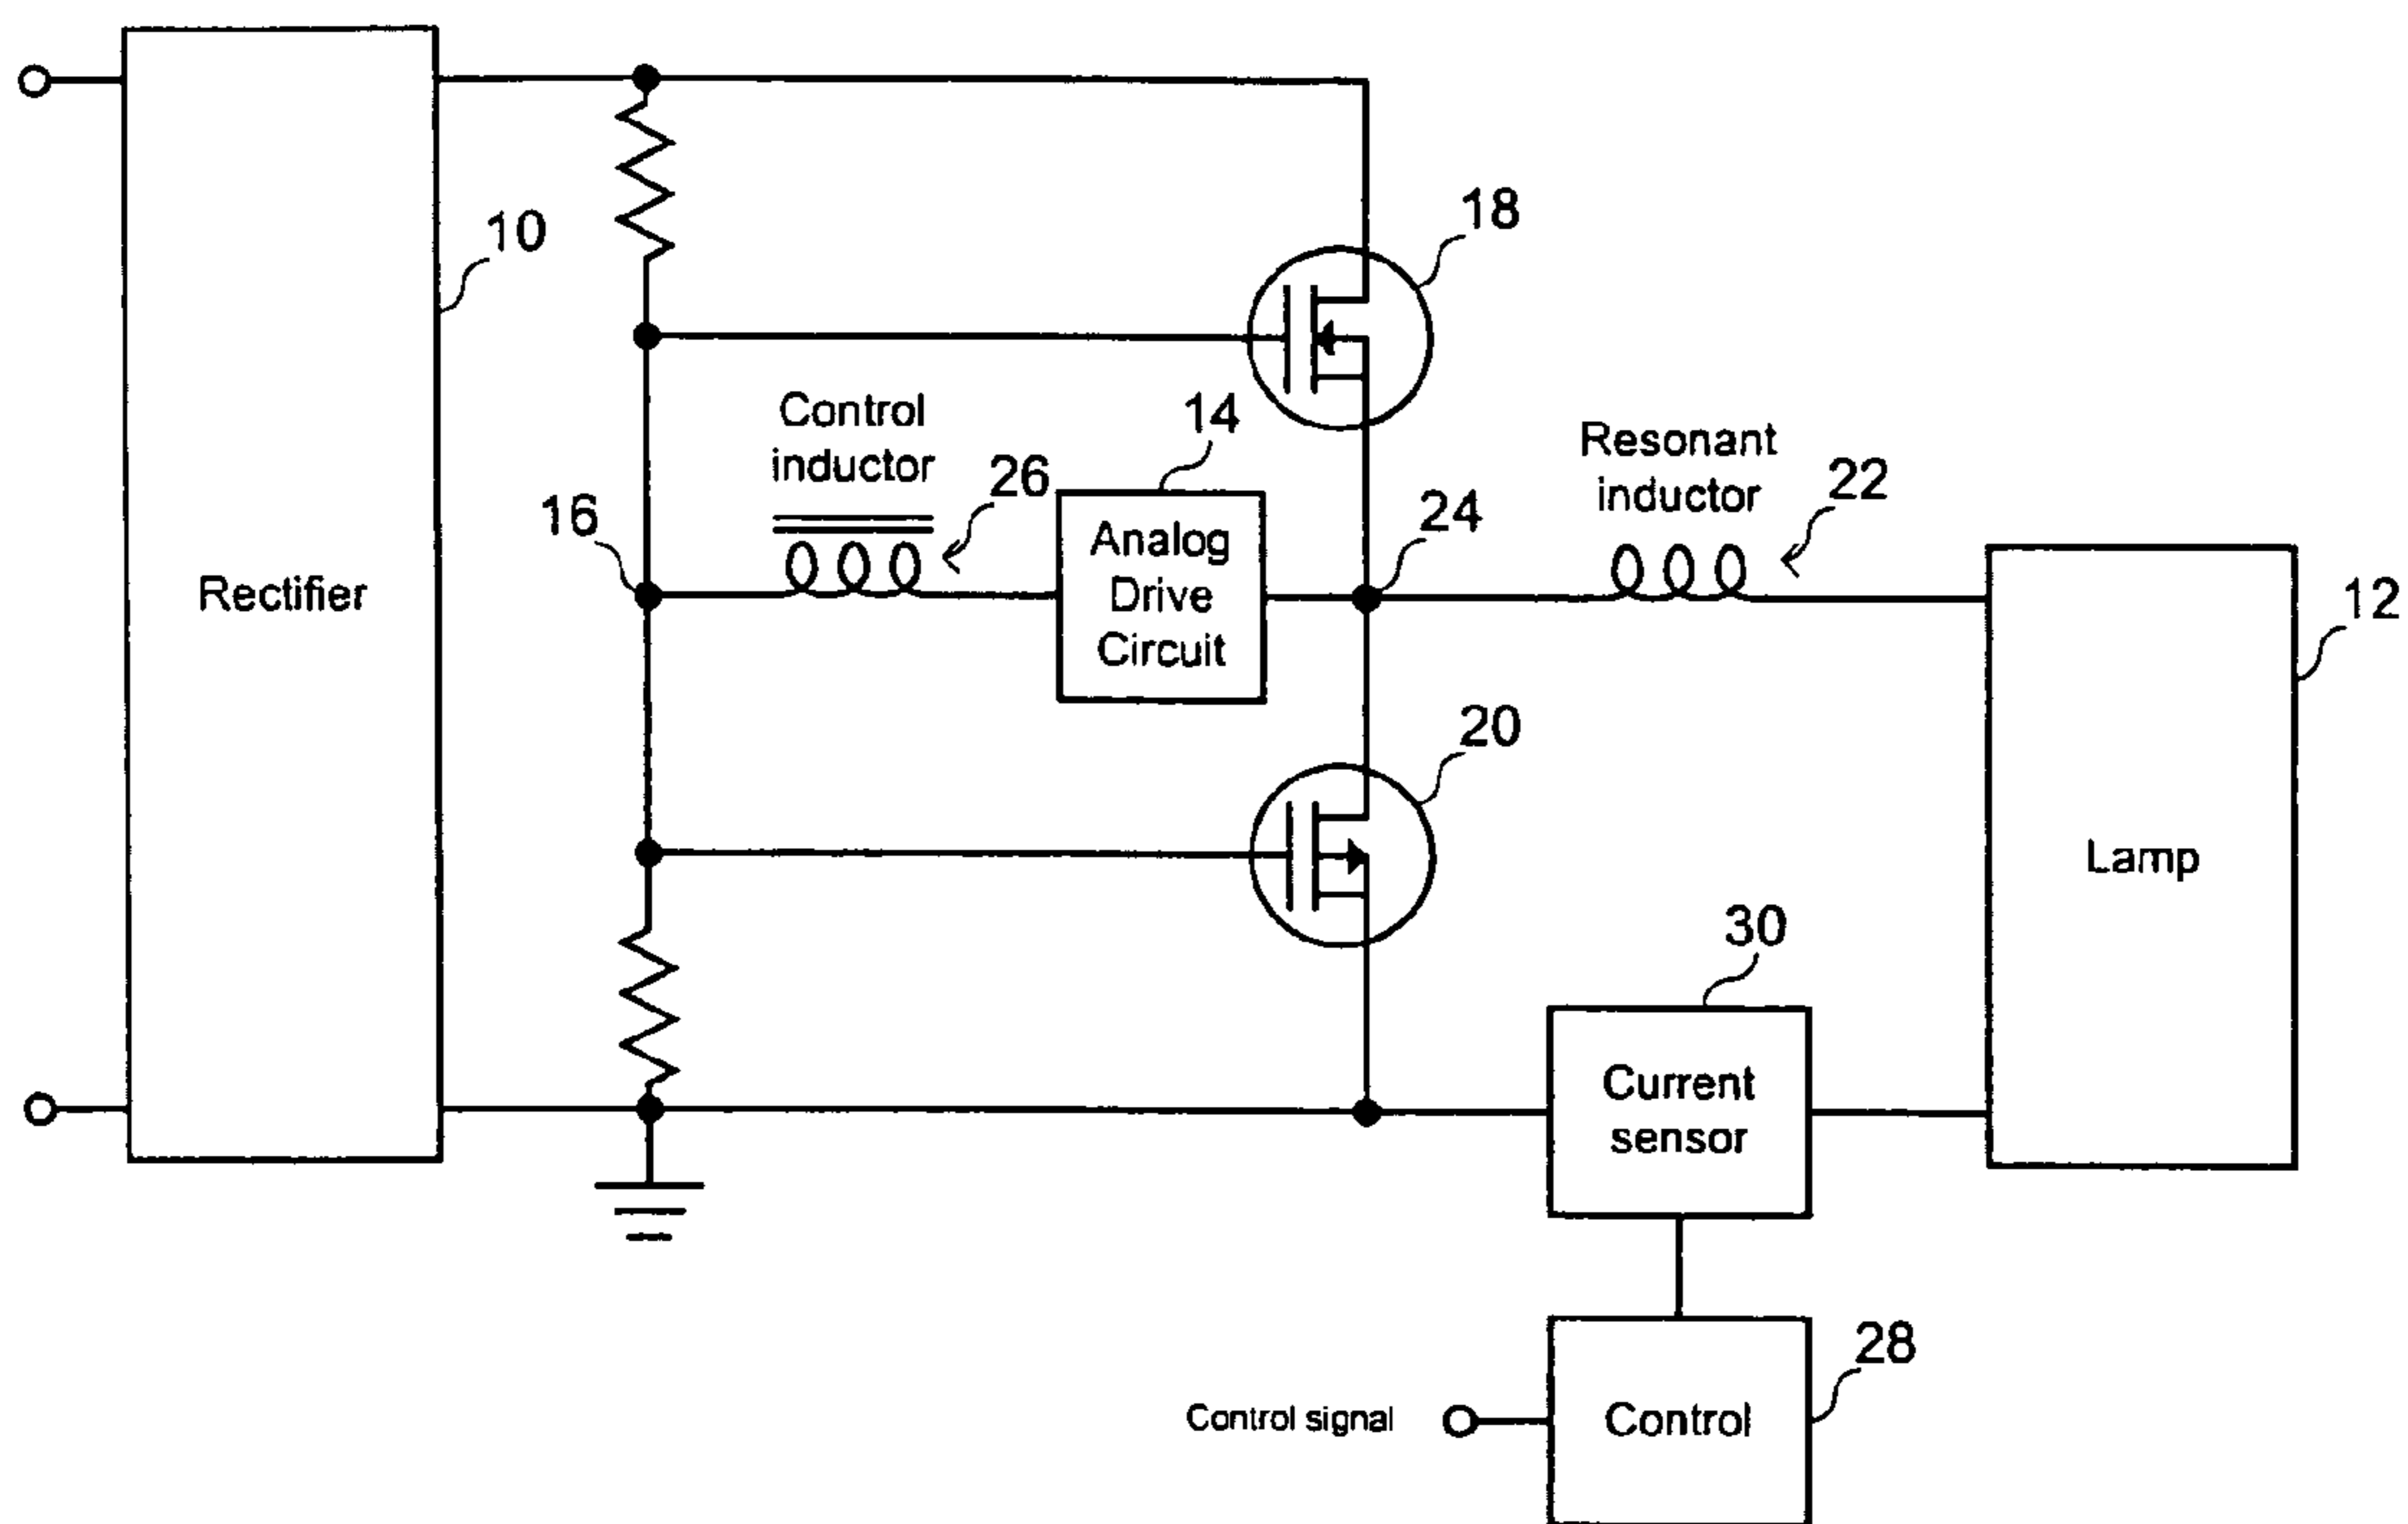 10
18
Control
inductor
14
26
16
Analog
Drive
Circuit
24
Resonant
inductor
22
12
Rectifier
20
Lamp
30
Current
sensor
28
Control signal
Control